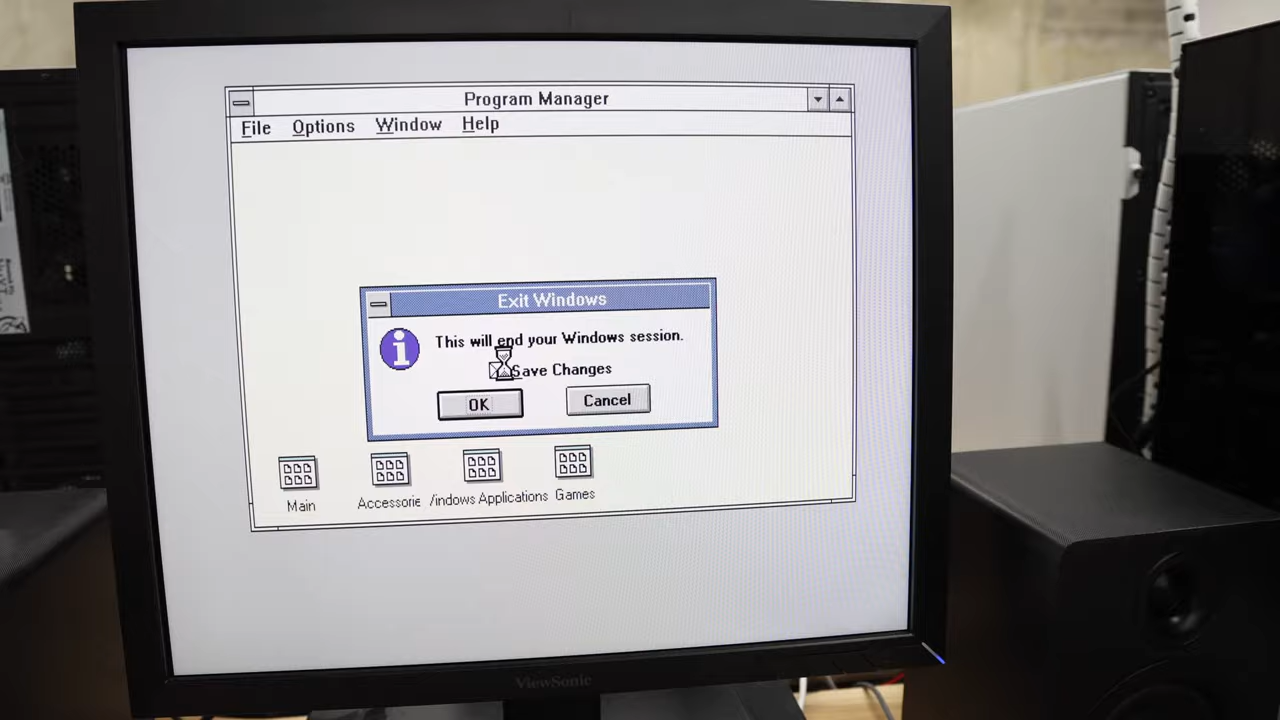 Program Manager
File Options Window Help
Exit Windows
This will end your Windows session.
Save Changes
OK Cancel
Main Accessorie /indows Applications Games
ViewSonic